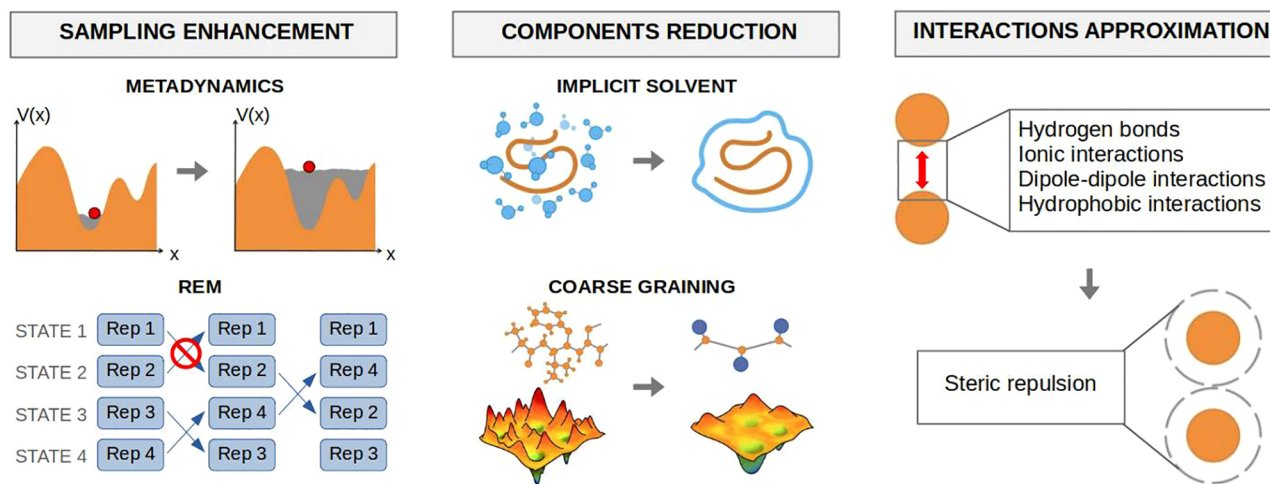 SAMPLING ENHANCEMENT
METADYNAMICS
V(x)
x
V(x)
x
REM
STATE 1 Rep 1 Rep 1 Rep 1
STATE 2 Rep 2 Rep 2 Rep 4
STATE 3 Rep 3 Rep 4 Rep 2
STATE 4 Rep 4 Rep 3 Rep 3
COMPONENTS REDUCTION
IMPLICIT SOLVENT
COARSE GRAINING
INTERACTIONS APPROXIMATION
Hydrogen bonds
Ionic interactions
Dipole-dipole interactions
Hydrophobic interactions
Steric repulsion